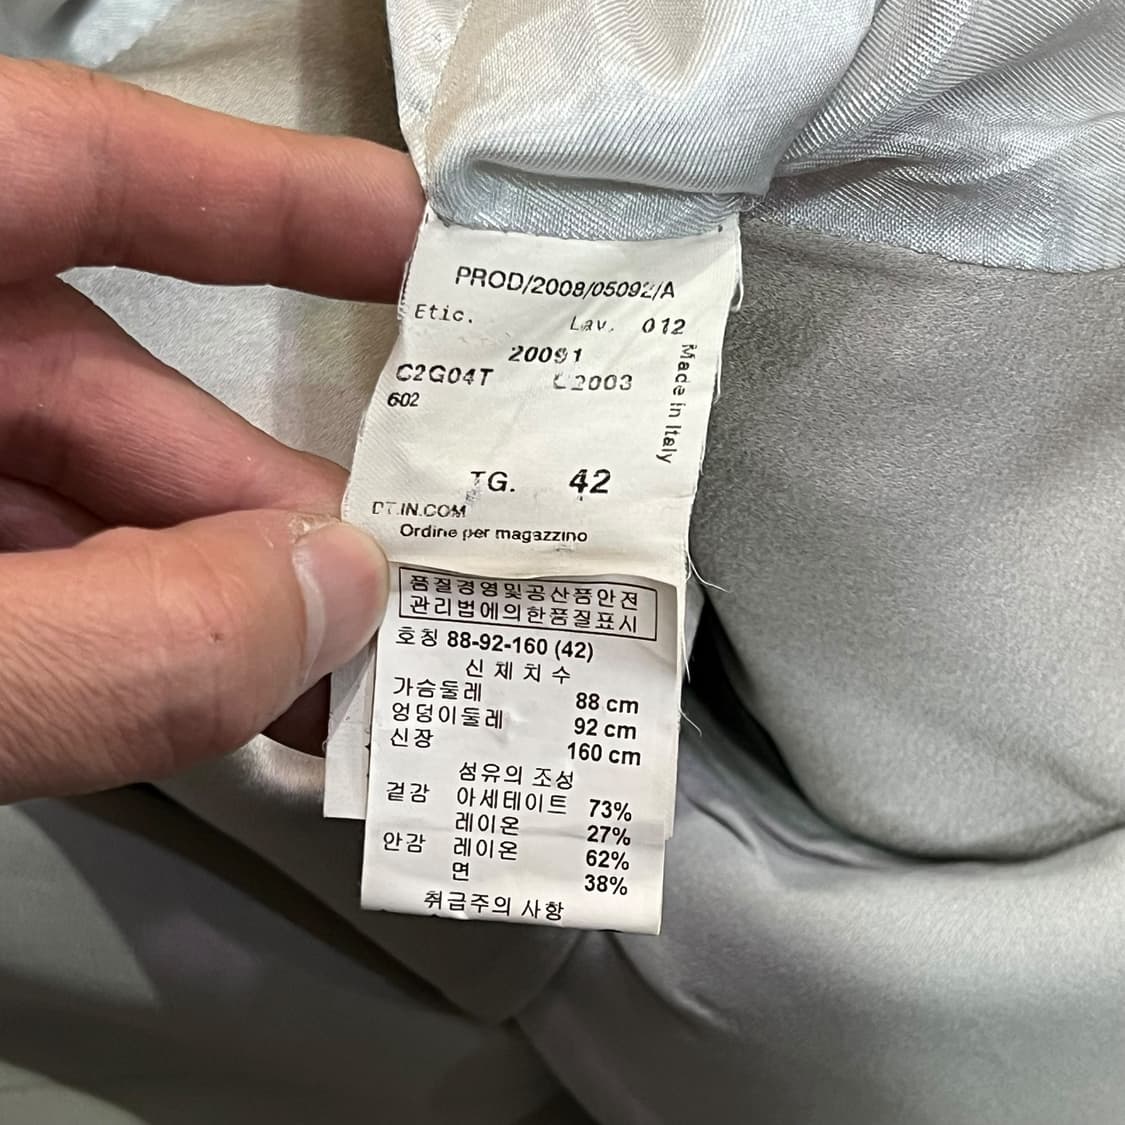 PROD/2008/05092/A
Etic. Lav. 012
20091
C2G04T C2003
602
Made in Italy
TG. 42
DT.IN.COM
Ordine per magazzino
품질경영및공산품안전
관리법에의한품질표시
호칭 88-92-160 (42)
신체치수
가슴둘레 88 cm
엉덩이둘레 92 cm
신장 160 cm
섬유의 조성
겉감 아세테이트 73%
레이온 27%
안감 레이온 62%
면 38%
취급주의 사항